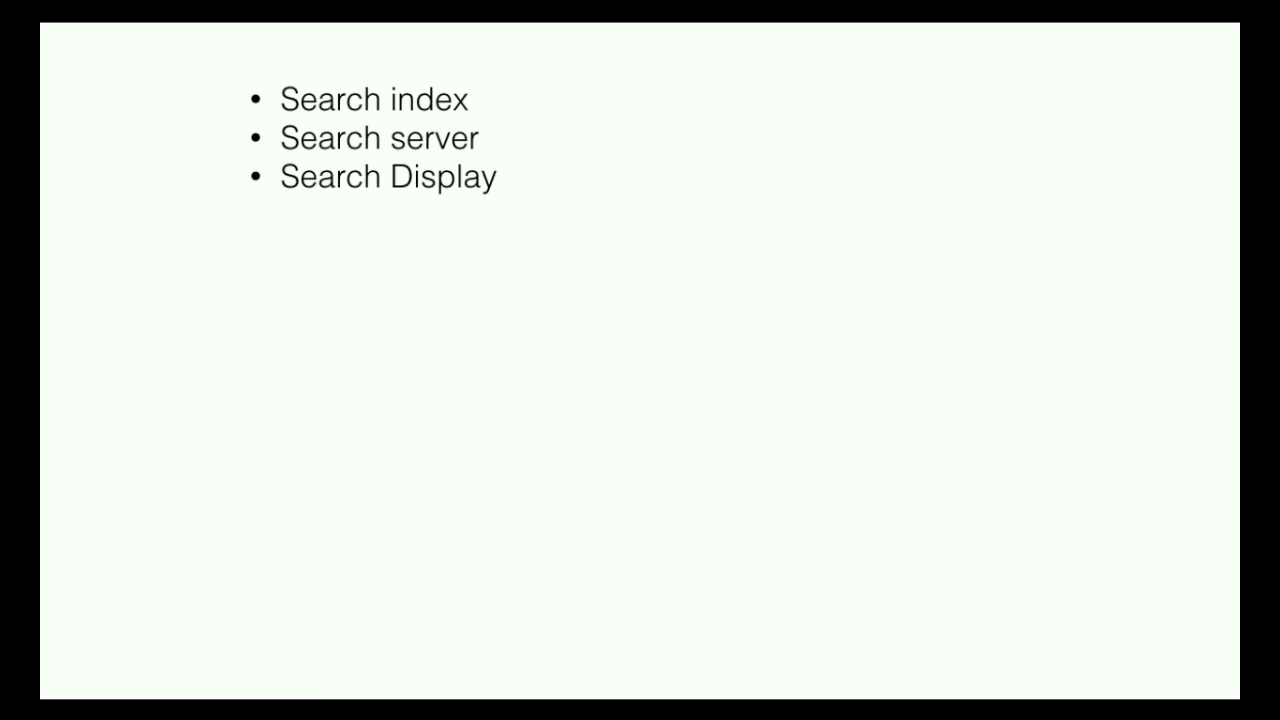 • Search index
• Search server
• Search Display